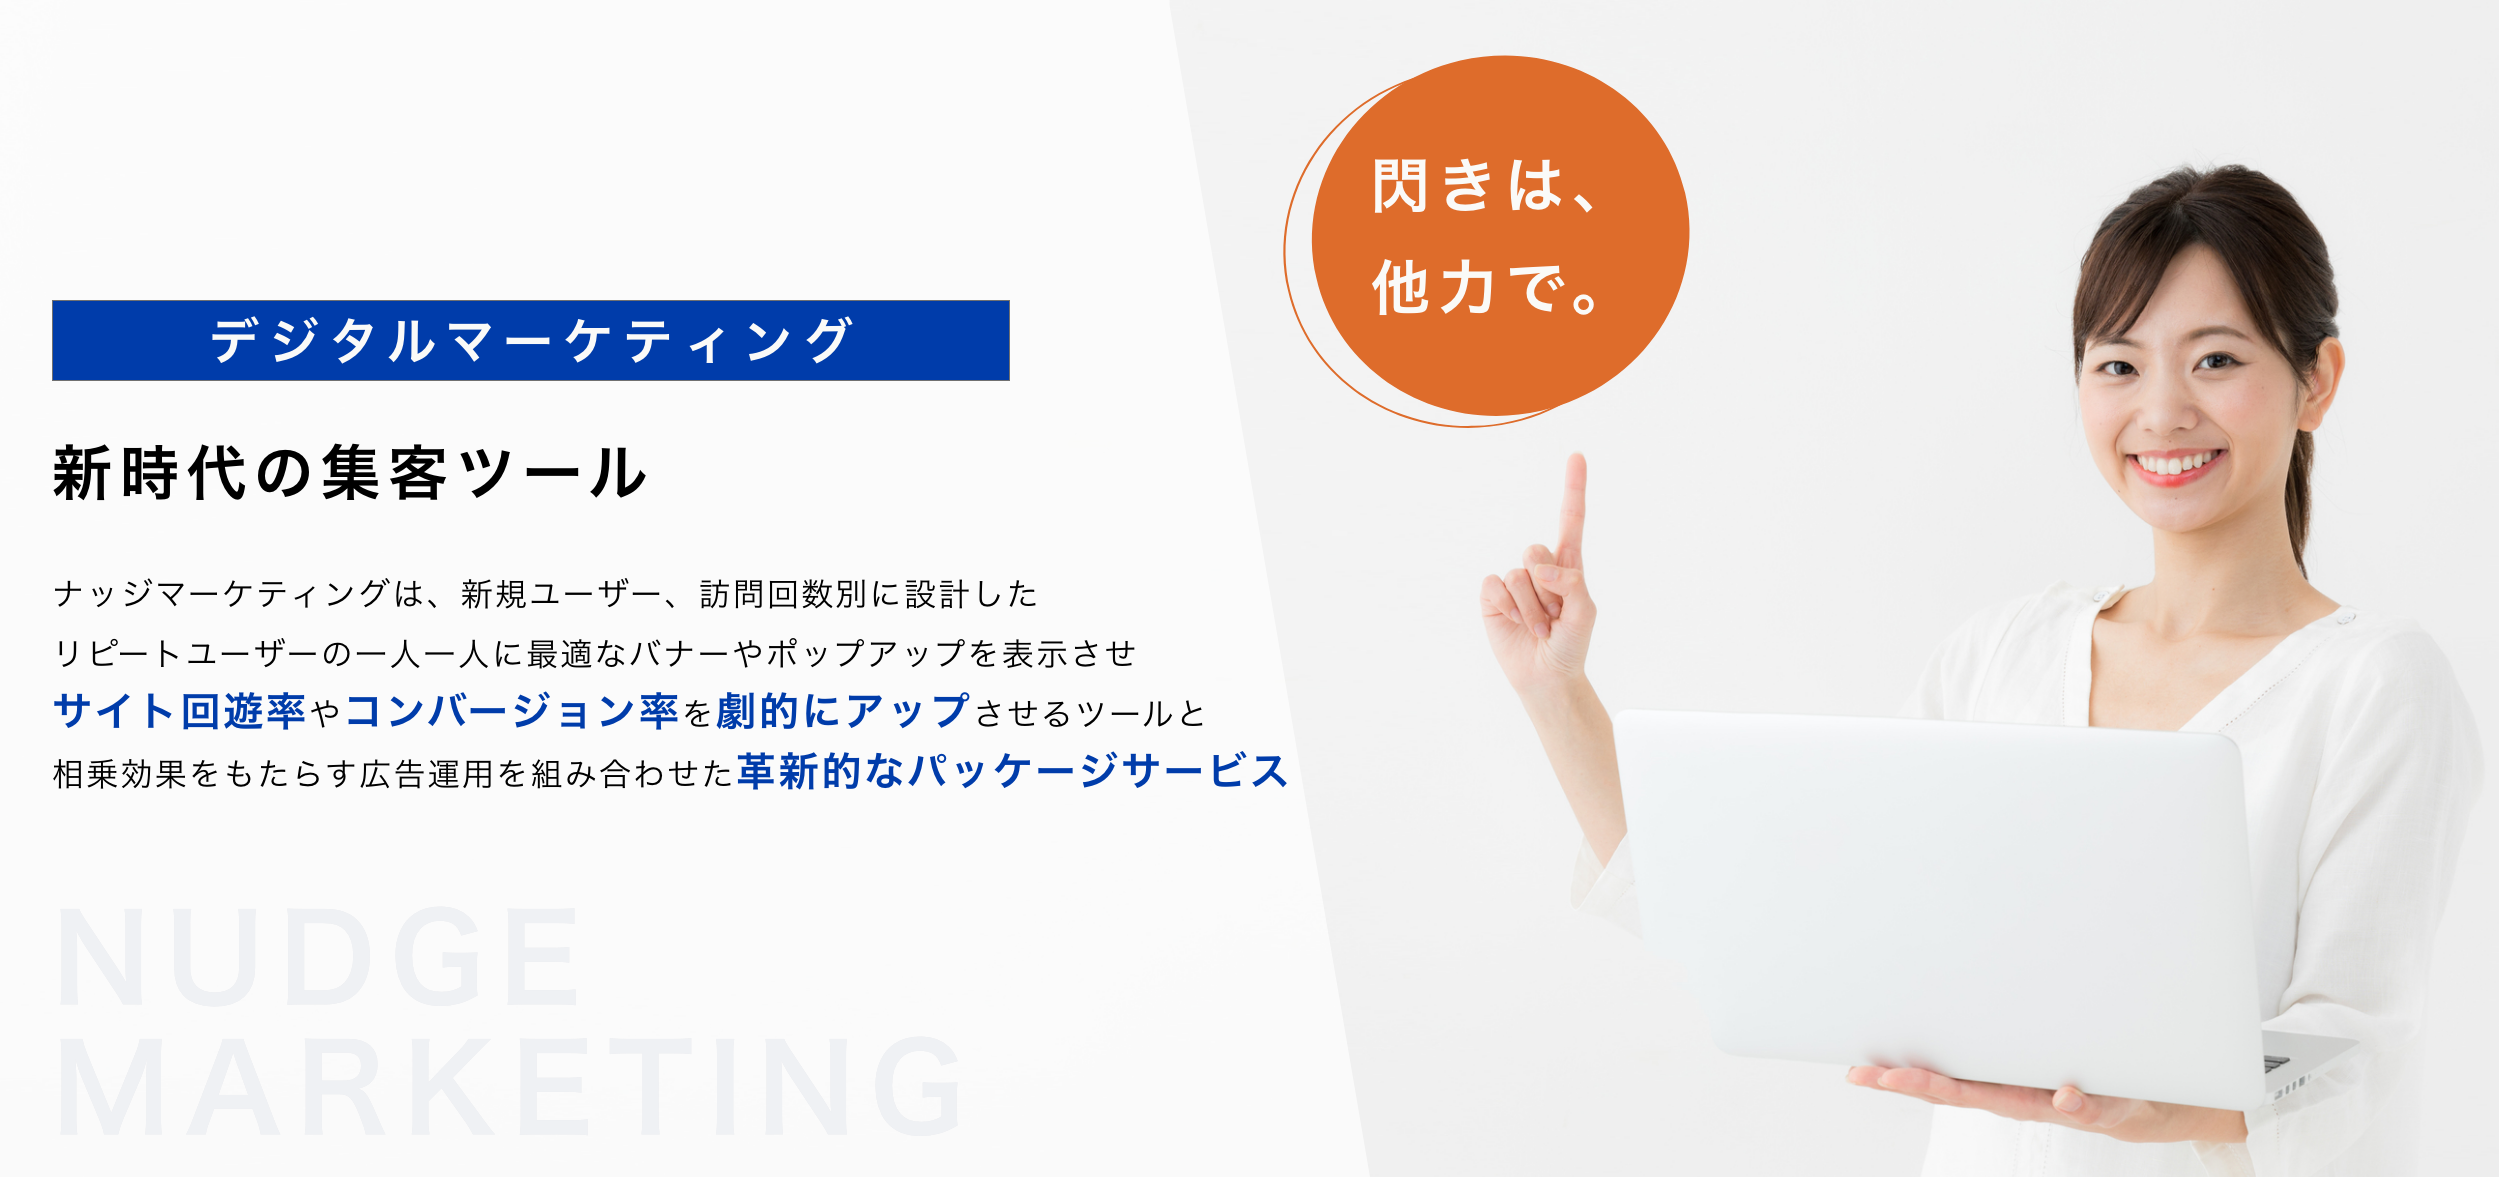 デジタルマーケティング
新時代の集客ツール
ナッジマーケティングは、新規ユーザー、訪問回数別に設計した
リピートユーザーの一人一人に最適なバナーやポップアップを表示させ
サイト回遊率やコンバージョン率を劇的にアップさせるツールと
相乗効果をもたらす広告運用を組み合わせた革新的なパッケージサービス
NUDGE
MARKETING
閃きは、
他力で。